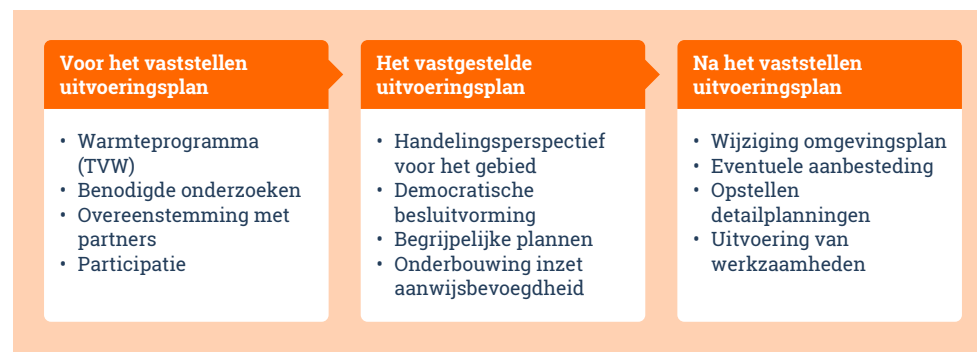 Voor het vaststellen
uitvoeringsplan
• Warmteprogramma
(TVW)
• Benodigde onderzoeken
• Overeenstemming met
partners
• Participatie
Het vastgestelde
uitvoeringsplan
• Handelingsperspectief
voor het gebied
• Democratische
besluitvorming
• Begrijpelijke plannen
• Onderbouwing inzet
aanwijsbevoegdheid
Na het vaststellen
uitvoeringsplan
• Wijziging omgevingsplan
• Eventuele aanbesteding
• Opstellen
detailplanningen
• Uitvoering van
werkzaamheden